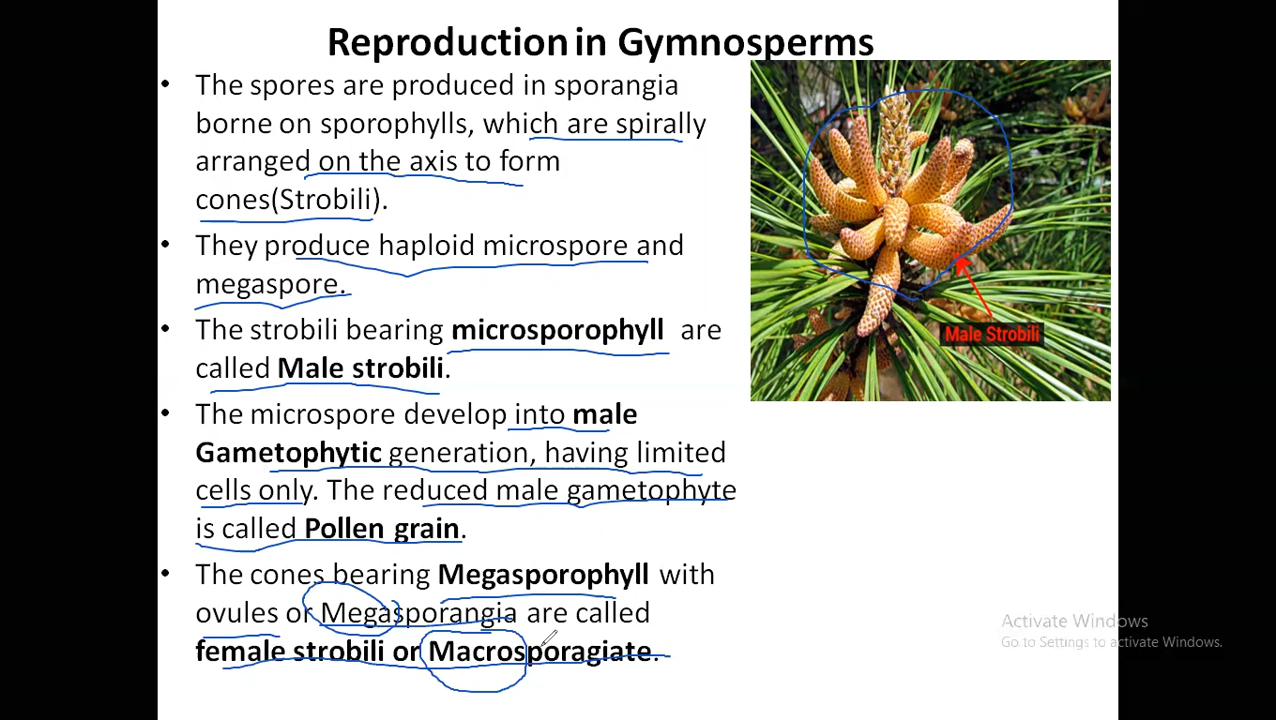 Reproduction in Gymnosperms
• The spores are produced in sporangia
borne on sporophylls, which are spirally
arranged on the axis to form
cones(Strobili).
• They produce haploid microspore and
megaspore.
• The strobili bearing microsporophyll are
called Male strobili.
• The microspore develop into male
Gametophytic generation, having limited
cells only. The reduced male gametophyte
is called Pollen grain.
• The cones bearing Megasporophyll with
ovules or Megasporangia are called
female strobili or Macrosporagiate.
Male Strobili
Activate Windows
Go to Settings to activate Windows.